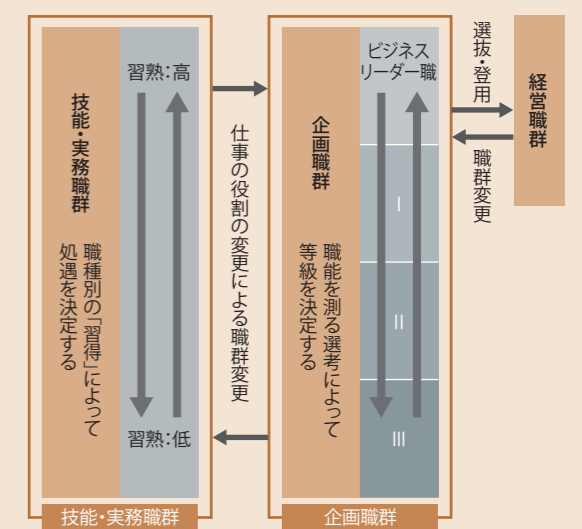 技能・実務職群
職種別の「習得」によって
処遇を決定する
習熟:高
習熟:低
技能・実務職群
仕事の役割の変更による職群変更
企画職群
職能を測る選考によって
等級を決定する
ビジネス
リーダー職
I
II
III
企画職群
選抜・登用
職群変更
経営職群